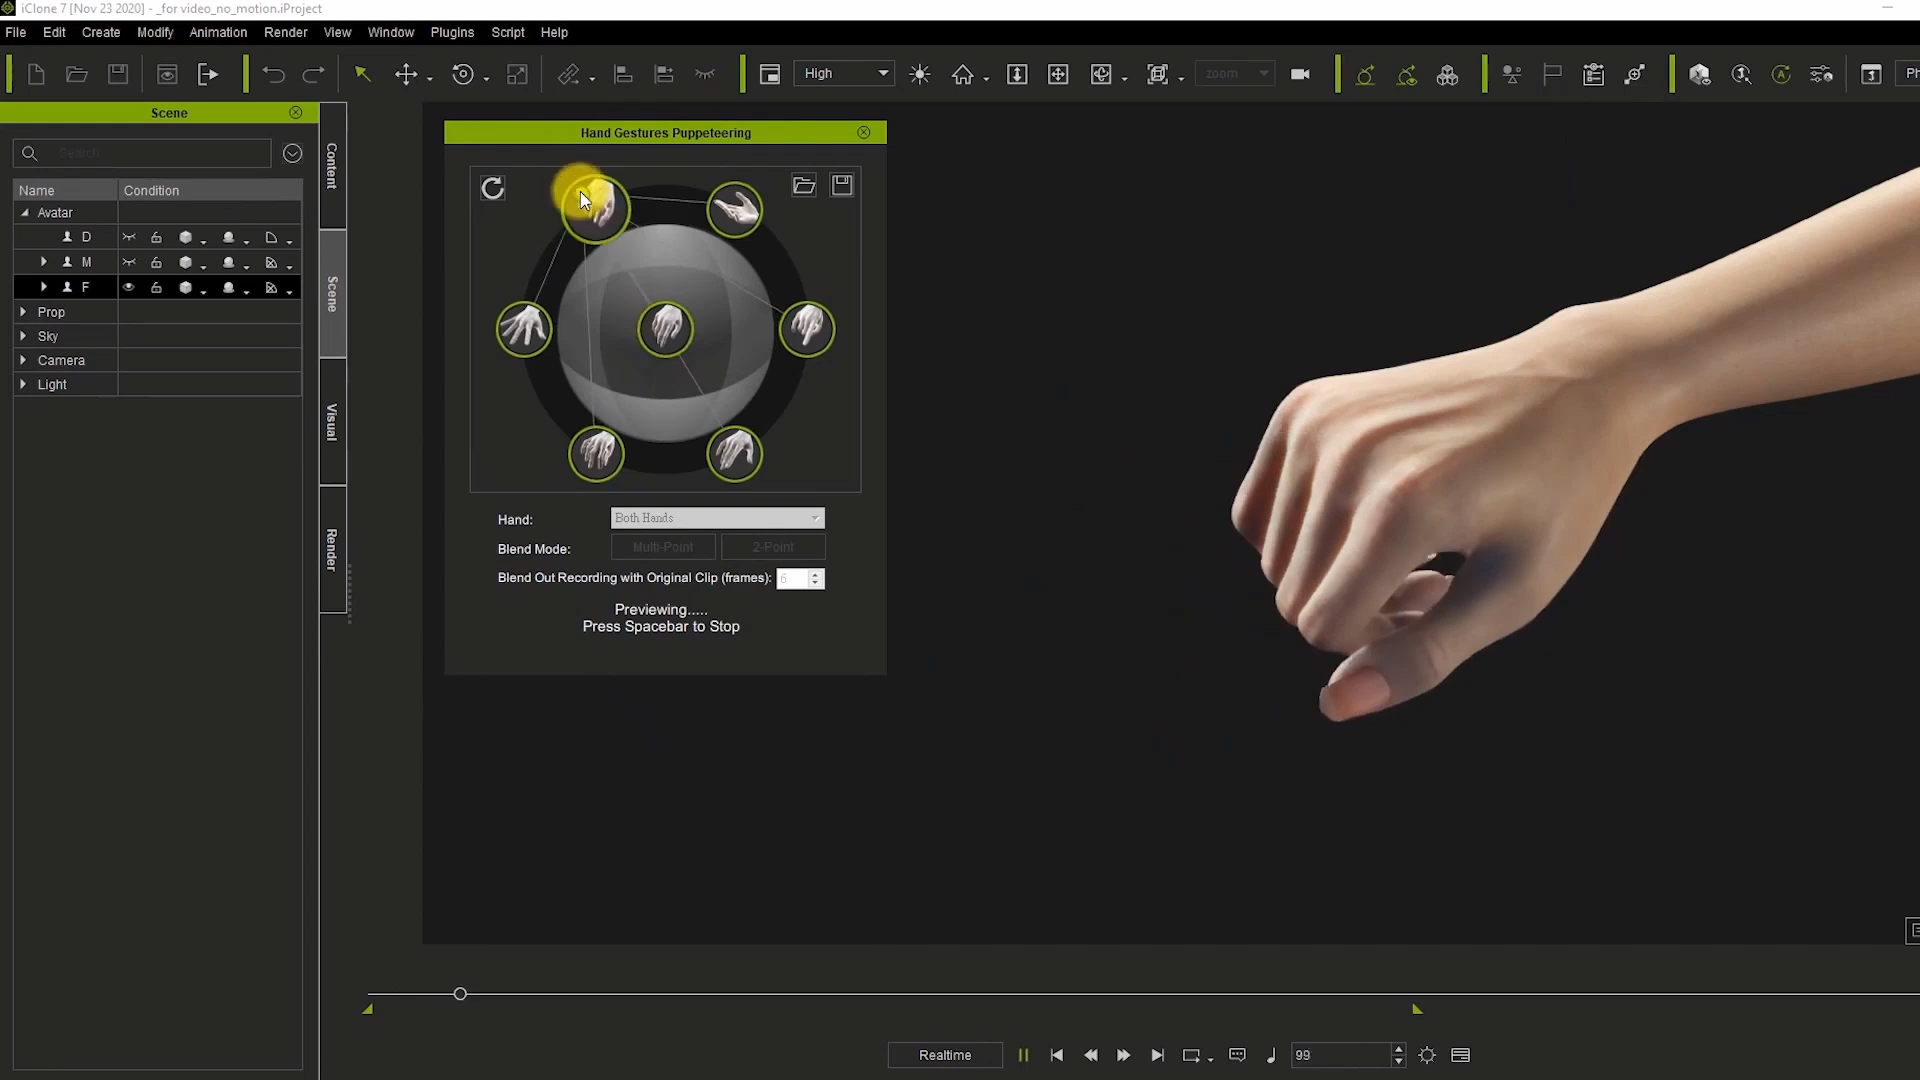 iClone 7 [Nov 23 2020] - _for video_no_motion.iProject
File Edit Create Modify Animation Render View Window Plugins Script Help
High
zoom
Scene
Search
Name Condition
Avatar
D
M
F
Prop
Sky
Camera
Light
Content
Scene
Visual
Render
Hand Gestures Puppeteering
Hand: Both Hands
Blend Mode: Multi-Point 2-Point
Blend Out Recording with Original Clip (frames): 6
Previewing.....
Press Spacebar to Stop
Realtime
99